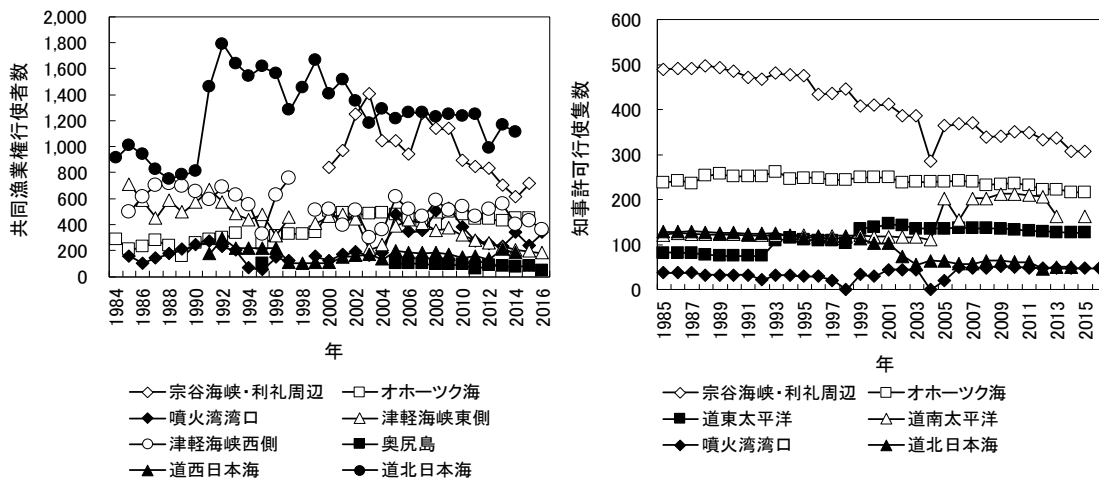 共同漁業権行使者数
2,000
1,800
1,600
1,400
1,200
1,000
800
600
400
200
0
1984
1986
1988
1990
1992
1994
1996
1998
2000
2002
2004
2006
2008
2010
2012
2014
2016
年
宗谷海峡・利礼周辺
オホーツク海
噴火湾湾口
津軽海峡東側
津軽海峡西側
奥尻島
道西日本海
道北日本海
知事許可行使隻数
600
500
400
300
200
100
0
1985
1987
1989
1991
1993
1995
1997
1999
2001
2003
2005
2007
2009
2011
2013
2015
年
宗谷海峡・利礼周辺
オホーツク海
道東太平洋
道南太平洋
噴火湾湾口
道北日本海